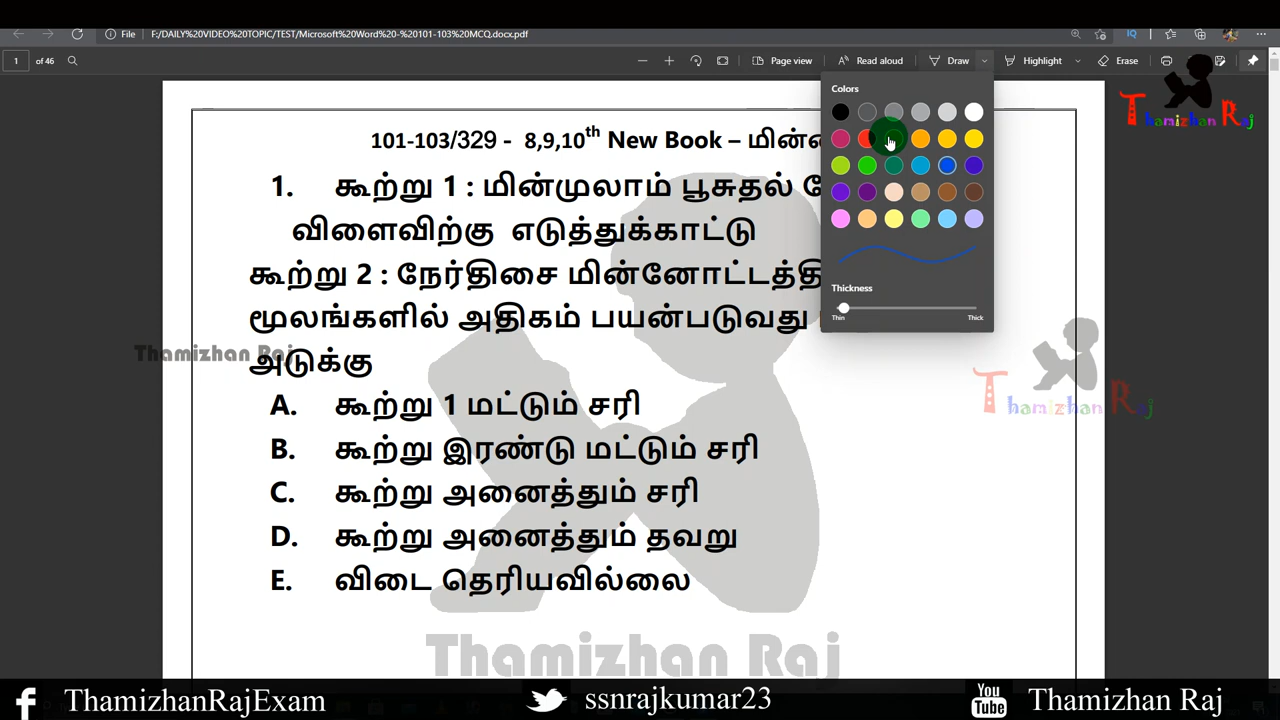 File F:/DAILY%20VIDEO%20TOPIC/TEST/Microsoft%20Word%20-%20101-103%20MCQ.docx.pdf
1 of 46 Page view Read aloud Draw Highlight Erase
Thamizhan Raj
Colors
Thickness
Thin Thick
101-103/329 - 8,9,10th New Book –
1. கூற்று 1 : மின்முலாம் பூசுதல்
விளைவிற்கு எடுத்துக்காட்டு
கூற்று 2 : நேர்திசை
மூலங்களில் அதிகம் பயன்படுவது
அடுக்கு
Thamizhan Raj
Thamizhan Raj
A. கூற்று 1 மட்டும் சரி
B. கூற்று இரண்டு மட்டும் சரி
C. கூற்று அனைத்தும் சரி
D. கூற்று அனைத்தும் தவறு
E. விடை தெரியவில்லை
Thamizhan Raj
ThamizhanRajExam ssnrajkumar23 You Tube Thamizhan Raj